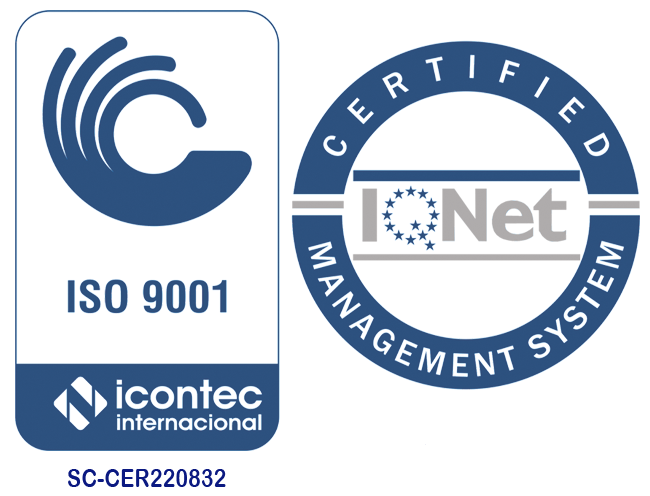 ISO 9001
icontec
internacional
SC-CER220832
CERTIFIED
IQNet
MANAGEMENT SYSTEM